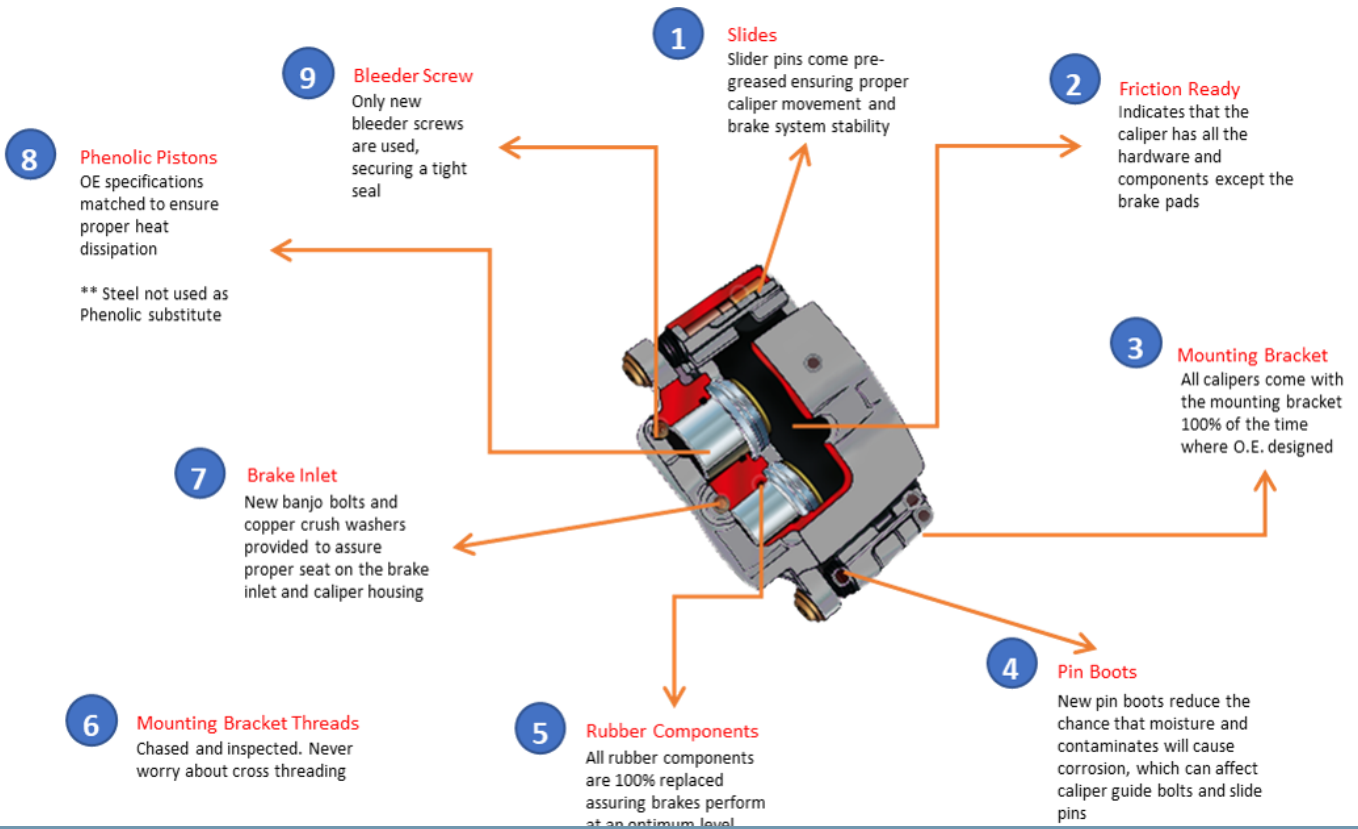 1
Slides
Slider pins come pre-
greased ensuring proper
caliper movement and
brake system stability
2
Friction Ready
Indicates that the
caliper has all the
hardware and
components except the
brake pads
3
Mounting Bracket
All calipers come with
the mounting bracket
100% of the time
where O.E. designed
4
Pin Boots
New pin boots reduce the
chance that moisture and
contaminates will cause
corrosion, which can affect
caliper guide bolts and slide
pins
5
Rubber Components
All rubber components
are 100% replaced
assuring brakes perform
at an optimum level
6
Mounting Bracket Threads
Chased and inspected. Never
worry about cross threading
7
Brake Inlet
New banjo bolts and
copper crush washers
provided to assure
proper seat on the brake
inlet and caliper housing
8
Phenolic Pistons
OE specifications
matched to ensure
proper heat
dissipation
** Steel not used as
Phenolic substitute
9
Bleeder Screw
Only new
bleeder screws
are used,
securing a tight
seal